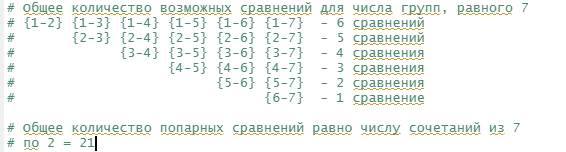 # Общее количество возможных сравнений для числа групп, равного 7
# {1-2} {1-3} {1-4} {1-5} {1-6} {1-7} - 6 сравнений
# {2-3} {2-4} {2-5} {2-6} {2-7} - 5 сравнений
# {3-4} {3-5} {3-6} {3-7} - 4 сравнения
# {4-5} {4-6} {4-7} - 3 сравнения
# {5-6} {5-7} - 2 сравнения
# {6-7} - 1 сравнение
# Общее количество попарных сравнений равно числу сочетаний из 7
# по 2 = 21